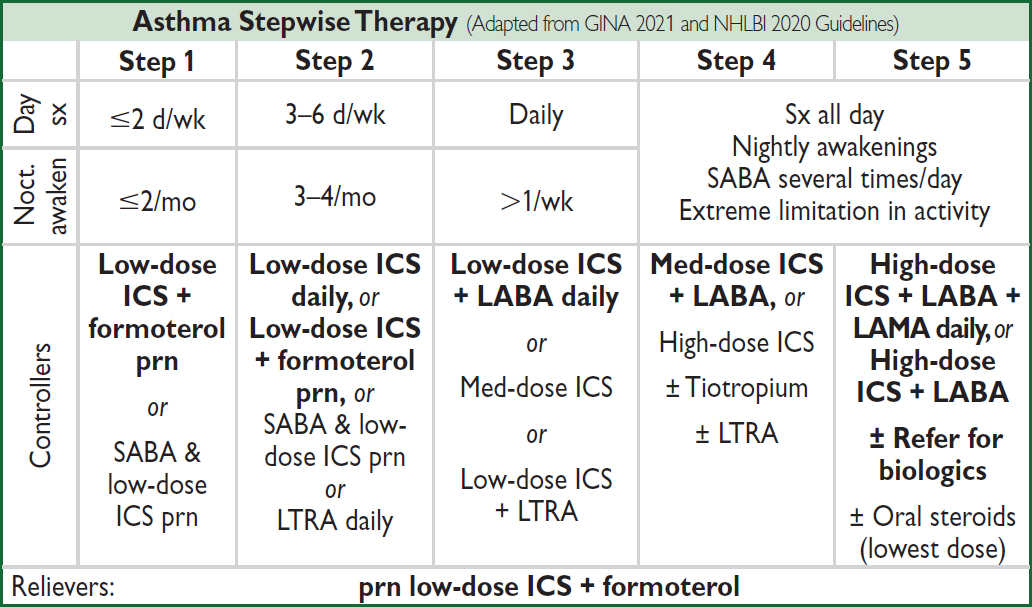 Asthma Stepwise Therapy (Adapted from GINA 2021 and NHLBI 2020 Guidelines)
Step 1
Step 2
Step 3
Step 4
Step 5
Day
sx
≤2 d/wk
3–6 d/wk
Daily
Sx all day
Nightly awakenings
SABA several times/day
Extreme limitation in activity
Noct.
awaken
≤2/mo
3–4/mo
>1/wk
Controllers
Low-dose
ICS +
formoterol
prn
or
SABA &
low-dose
ICS prn
Low-dose ICS
daily, or
Low-dose ICS
+ formoterol
prn, or
SABA & low-
dose ICS prn
or
LTRA daily
Low-dose ICS
+ LABA daily
or
Med-dose ICS
or
Low-dose ICS
+ LTRA
Med-dose ICS
+ LABA, or
High-dose ICS
± Tiotropium
± LTRA
High-dose
ICS + LABA +
LAMA daily, or
High-dose
ICS + LABA
± Refer for
biologics
± Oral steroids
(lowest dose)
Relievers:
prn low-dose ICS + formoterol